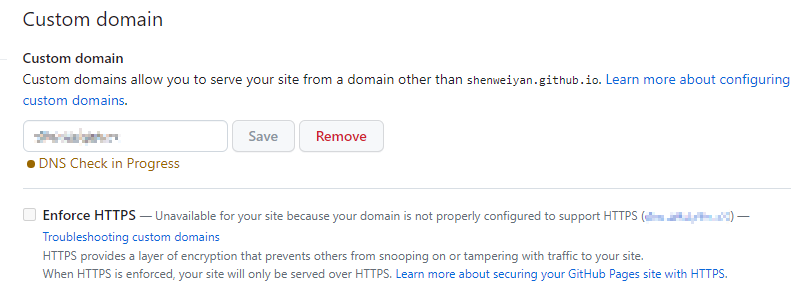 Custom domain
Custom domain
Custom domains allow you to serve your site from a domain other than shenweiyan.github.io. Learn more about configuring
custom domains.
Save Remove
DNS Check in Progress
Enforce HTTPS — Unavailable for your site because your domain is not properly configured to support HTTPS () —
Troubleshooting custom domains
HTTPS provides a layer of encryption that prevents others from snooping on or tampering with traffic to your site.
When HTTPS is enforced, your site will only be served over HTTPS. Learn more about securing your GitHub Pages site with HTTPS.